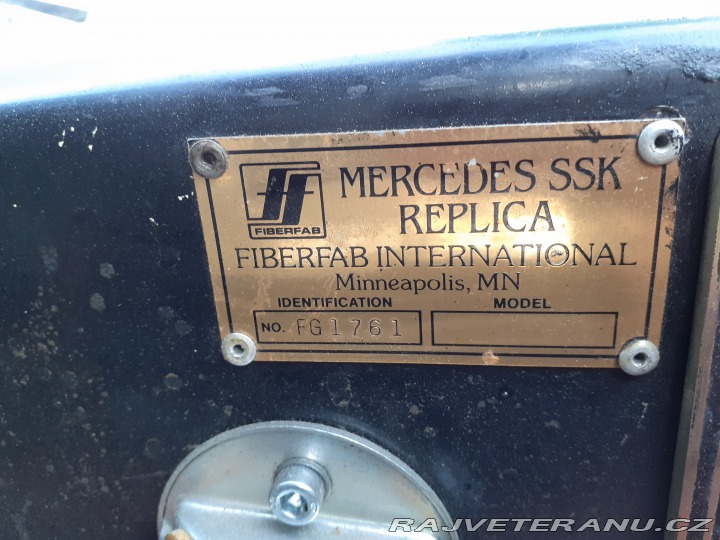 FIBERFAB
MERCEDES SSK
REPLICA
FIBERFAB INTERNATIONAL
Minneapolis, MN
IDENTIFICATION MODEL
NO. FG1761
RAJVETERANU.CZ